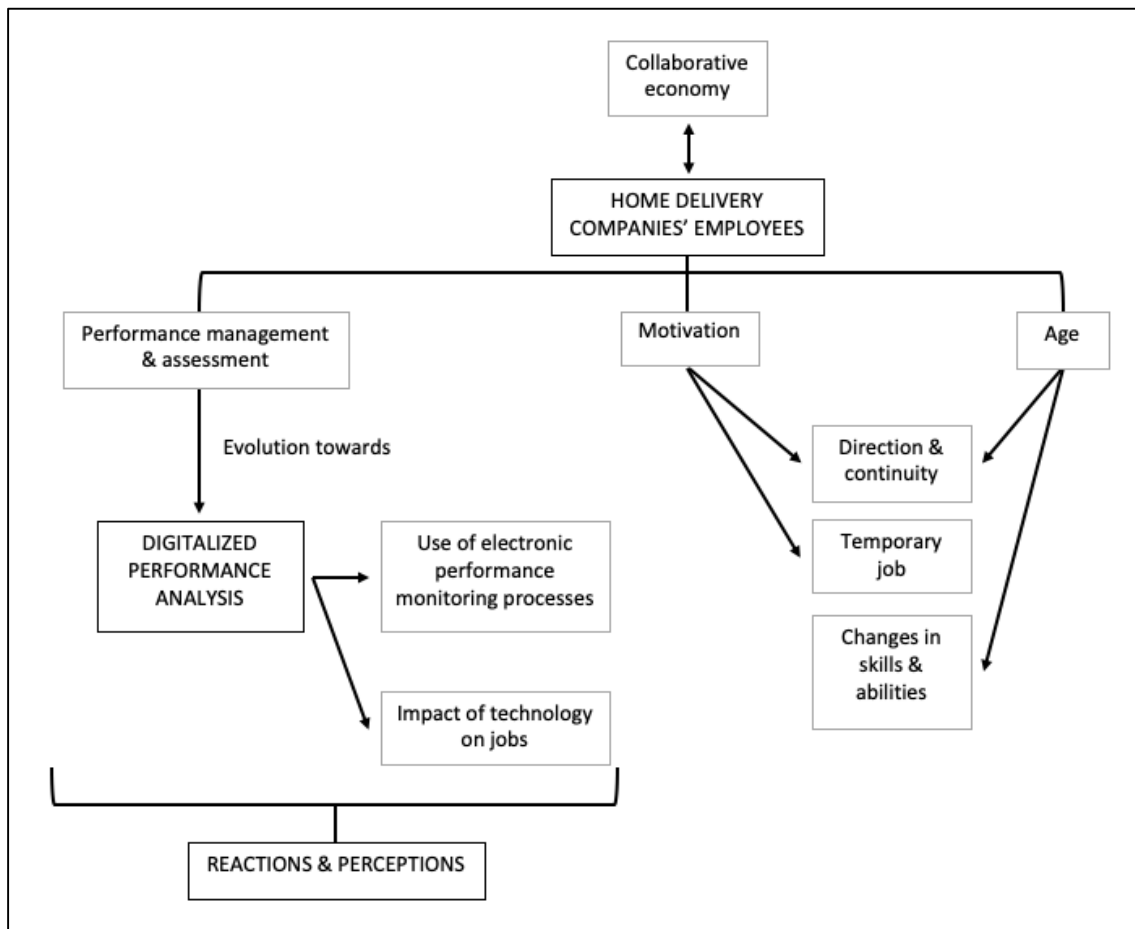 Collaborative
economy
HOME DELIVERY
COMPANIES’ EMPLOYEES
Performance management
& assessment
Motivation
Age
Evolution towards
Direction &
continuity
DIGITALIZED
PERFORMANCE
ANALYSIS
Use of electronic
performance
monitoring processes
Temporary
job
Changes in
skills &
abilities
Impact of technology
on jobs
REACTIONS & PERCEPTIONS